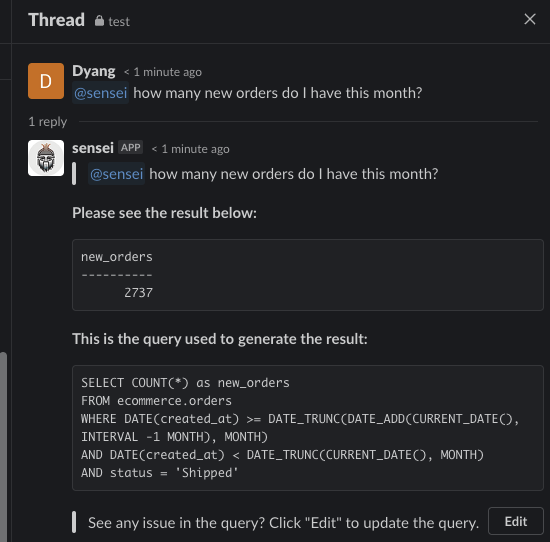 Thread test
D
Dyang < 1 minute ago
@sensei how many new orders do I have this month?
1 reply
sensei APP < 1 minute ago
@sensei how many new orders do I have this month?
Please see the result below:
new_orders
----------
2737
This is the query used to generate the result:
SELECT COUNT(*) as new_orders
FROM ecommerce.orders
WHERE DATE(created_at) >= DATE_TRUNC(DATE_ADD(CURRENT_DATE(),
INTERVAL -1 MONTH), MONTH)
AND DATE(created_at) < DATE_TRUNC(CURRENT_DATE(), MONTH)
AND status = 'Shipped'
See any issue in the query? Click "Edit" to update the query. Edit